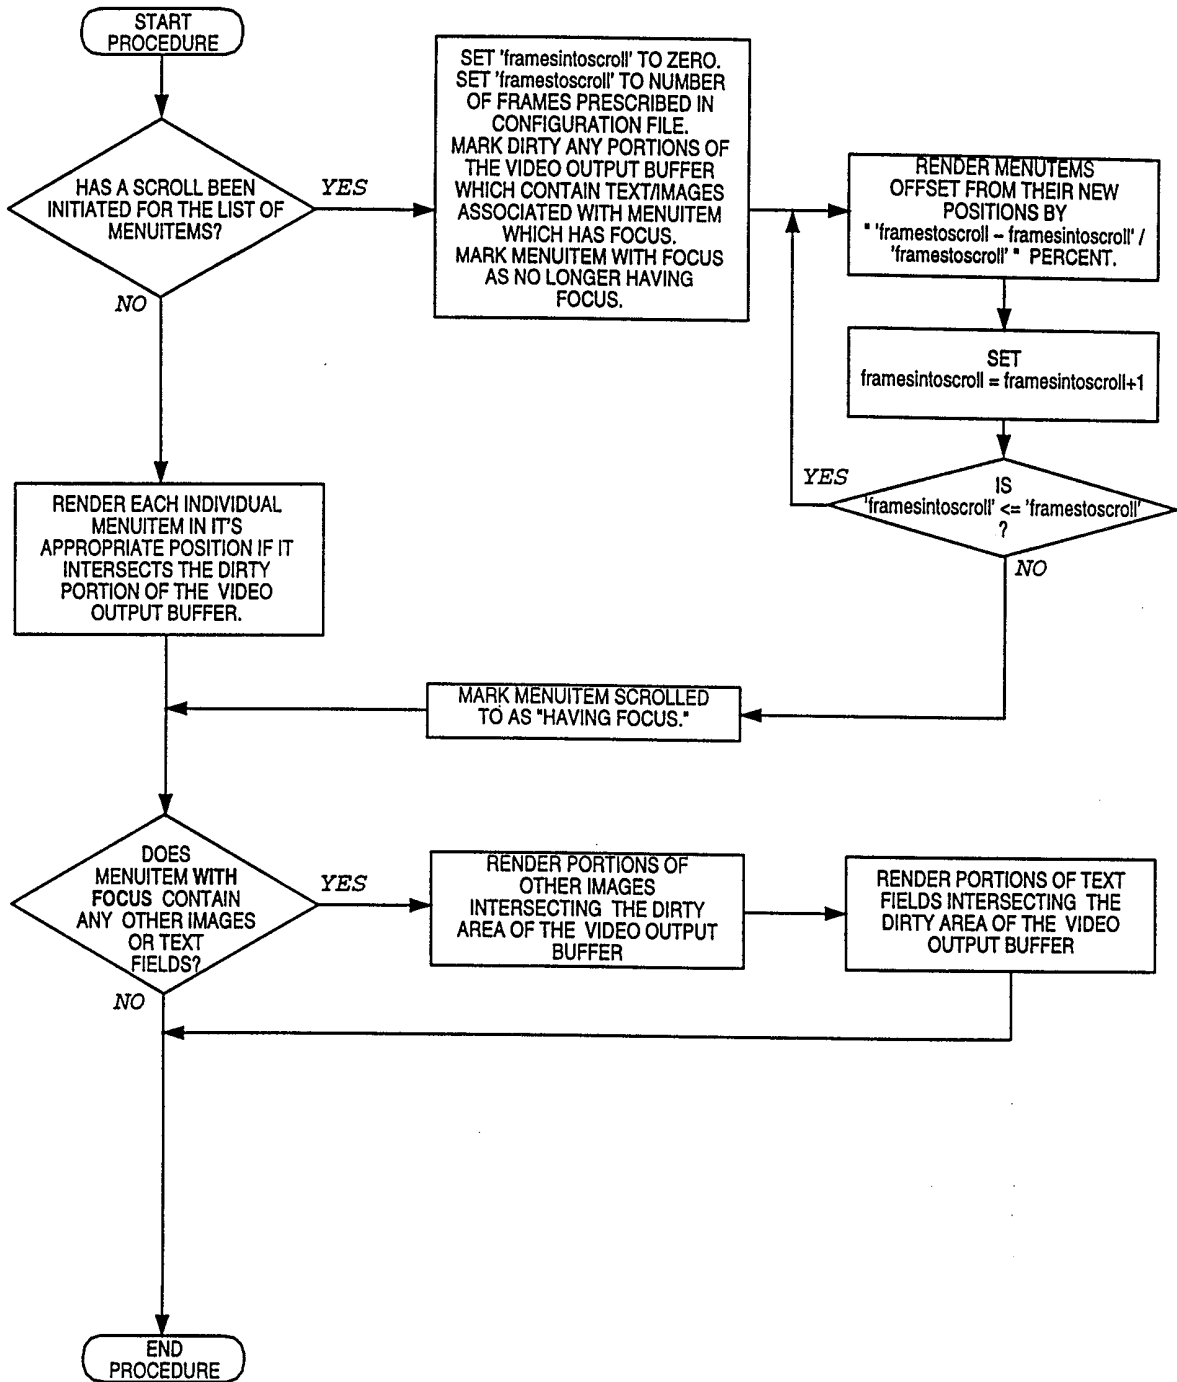 START
PROCEDURE
HAS A SCROLL BEEN
INITIATED FOR THE LIST OF
MENUITEMS?
YES
NO
SET 'framesintoscroll' TO ZERO.
SET 'framestoscroll' TO NUMBER
OF FRAMES PRESCRIBED IN
CONFIGURATION FILE.
MARK DIRTY ANY PORTIONS OF
THE VIDEO OUTPUT BUFFER
WHICH CONTAIN TEXT/IMAGES
ASSOCIATED WITH MENUITEM
WHICH HAS FOCUS.
MARK MENUITEM WITH FOCUS
AS NO LONGER HAVING
FOCUS.
RENDER MENUTEMS
OFFSET FROM THEIR NEW
POSITIONS BY
" 'framestoscroll – framesintoscroll' /
'framestoscroll' " PERCENT.
SET
framesintoscroll = framesintoscroll+1
IS
'framesintoscroll' <= 'framestoscroll'
?
YES
NO
RENDER EACH INDIVIDUAL
MENUITEM IN IT'S
APPROPRIATE POSITION IF IT
INTERSECTS THE DIRTY
PORTION OF THE VIDEO
OUTPUT BUFFER.
MARK MENUITEM SCROLLED
TO AS "HAVING FOCUS."
DOES
MENUITEM WITH
FOCUS CONTAIN
ANY OTHER IMAGES
OR TEXT
FIELDS?
YES
NO
RENDER PORTIONS OF
OTHER IMAGES
INTERSECTING THE DIRTY
AREA OF THE VIDEO OUTPUT
BUFFER
RENDER PORTIONS OF TEXT
FIELDS INTERSECTING THE
DIRTY AREA OF THE VIDEO
OUTPUT BUFFER
END
PROCEDURE